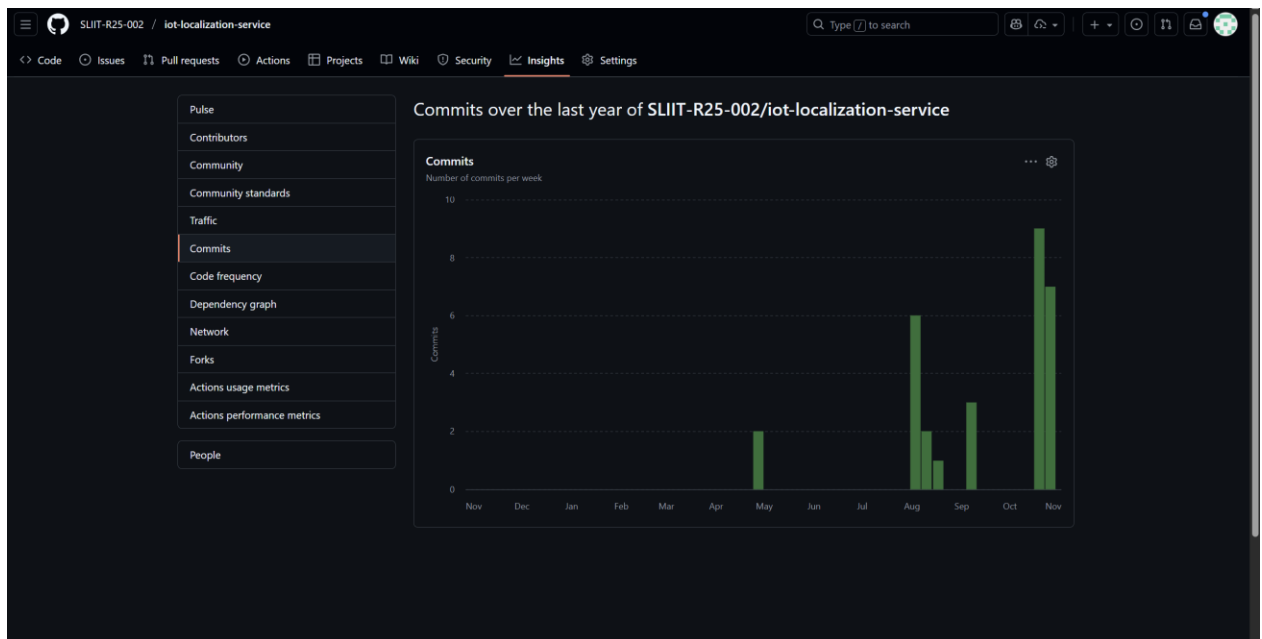 SLIIT-R25-002 / iot-localization-service
Type / to search
Code Issues Pull requests Actions Projects Wiki Security Insights Settings
Pulse
Contributors
Community
Community standards
Traffic
Commits
Code frequency
Dependency graph
Network
Forks
Actions usage metrics
Actions performance metrics
People
Commits over the last year of SLIIT-R25-002/iot-localization-service
Commits
Number of commits per week
10
8
6
4
2
0
Commits
Nov Dec Jan Feb Mar Apr May Jun Jul Aug Sep Oct Nov